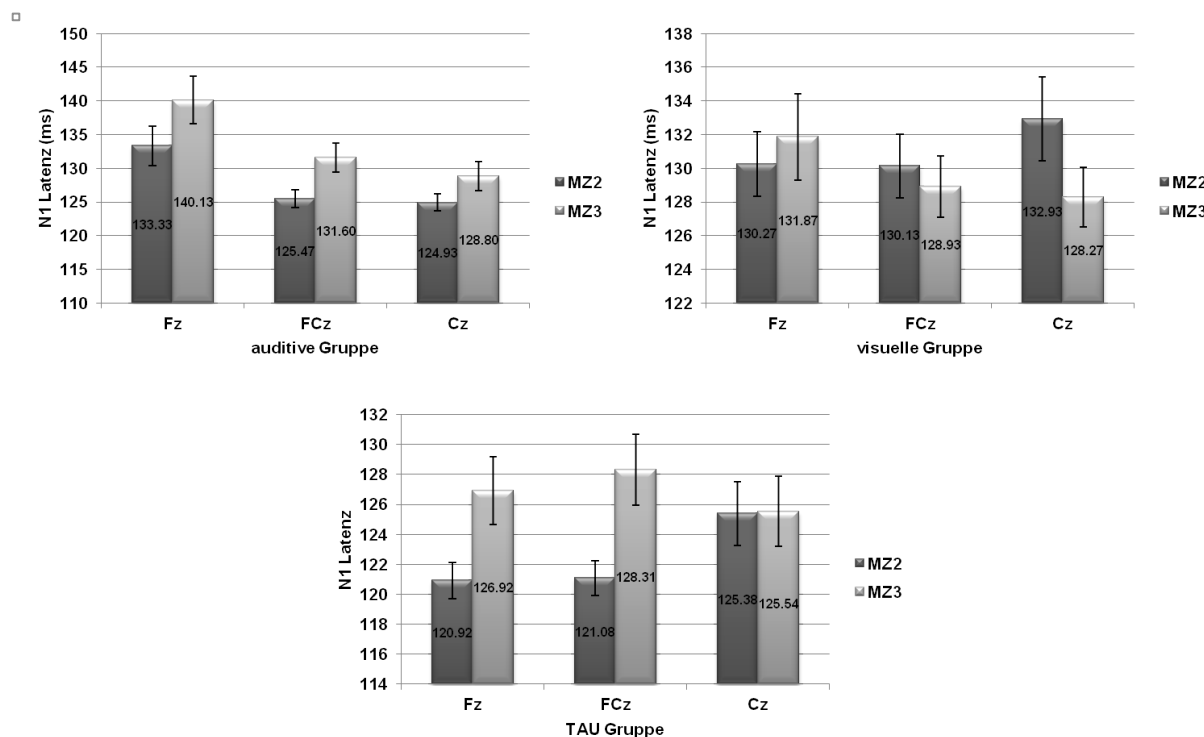 N1 Latenz (ms)
150
145
140
135
130
125
120
115
110
133.33
140.13
125.47
131.60
124.93
128.80
Fz
FCz
Cz
auditive Gruppe
MZ2
MZ3
N1 Latenz (ms)
138
136
134
132
130
128
126
124
122
130.27
131.87
130.13
128.93
132.93
128.27
Fz
FCz
Cz
visuelle Gruppe
MZ2
MZ3
N1 Latenz
132
130
128
126
124
122
120
118
116
114
120.92
126.92
121.08
128.31
125.38
125.54
Fz
FCz
Cz
TAU Gruppe
MZ2
MZ3